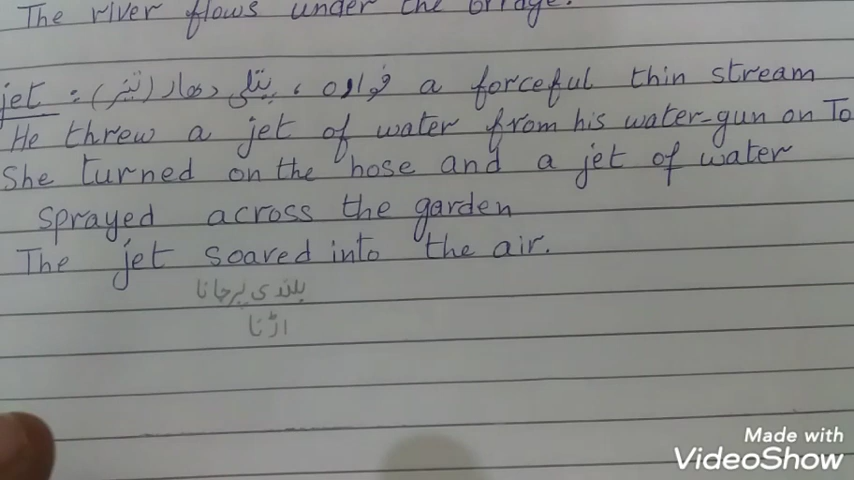 The river flows under the bridge.
jet : فوارہ ، پتلی دھار (تیز) a forceful thin stream
He threw a jet of water from his water-gun on To
She turned on the hose and a jet of water
sprayed across the garden
The jet soared into the air.
بلندی پر جانا
اڑنا
Made with
VideoShow